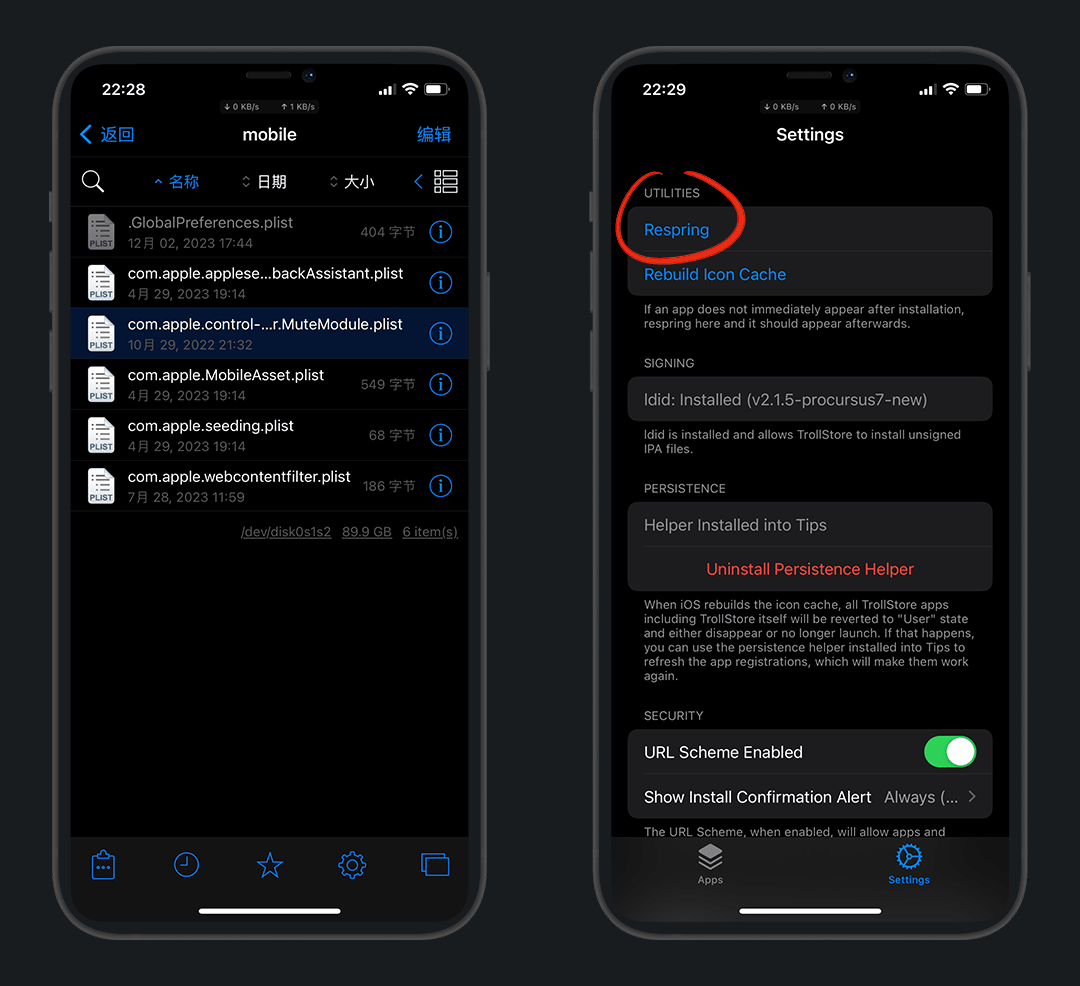 22:28
↓ 0 KB/s ↑ 1 KB/s
返回 mobile 编辑
名称 日期 大小
.GlobalPreferences.plist
12月 02, 2023 17:44
404 字节
PLIST
com.apple.applese...backAssistant.plist
4月 29, 2023 19:14
PLIST
com.apple.control-...r.MuteModule.plist
10月 29, 2022 21:32
PLIST
com.apple.MobileAsset.plist
4月 29, 2023 19:14
549 字节
PLIST
com.apple.seeding.plist
4月 29, 2023 19:14
68 字节
PLIST
com.apple.webcontentfilter.plist
7月 28, 2023 11:59
186 字节
PLIST
/dev/disk0s1s2 89.9 GB 6 item(s)
22:29
↓ 0 KB/s ↑ 0 KB/s
Settings
UTILITIES
Respring
Rebuild Icon Cache
If an app does not immediately appear after installation,
respring here and it should appear afterwards.
SIGNING
ldid: Installed (v2.1.5-procursus7-new)
ldid is installed and allows TrollStore to install unsigned
IPA files.
PERSISTENCE
Helper Installed into Tips
Uninstall Persistence Helper
When iOS rebuilds the icon cache, all TrollStore apps
including TrollStore itself will be reverted to "User" state
and either disappear or no longer launch. If that happens,
you can use the persistence helper installed into Tips to
refresh the app registrations, which will make them work
again.
SECURITY
URL Scheme Enabled
Show Install Confirmation Alert Always (...
The URL Scheme, when enabled, will allow apps and
Apps
Settings